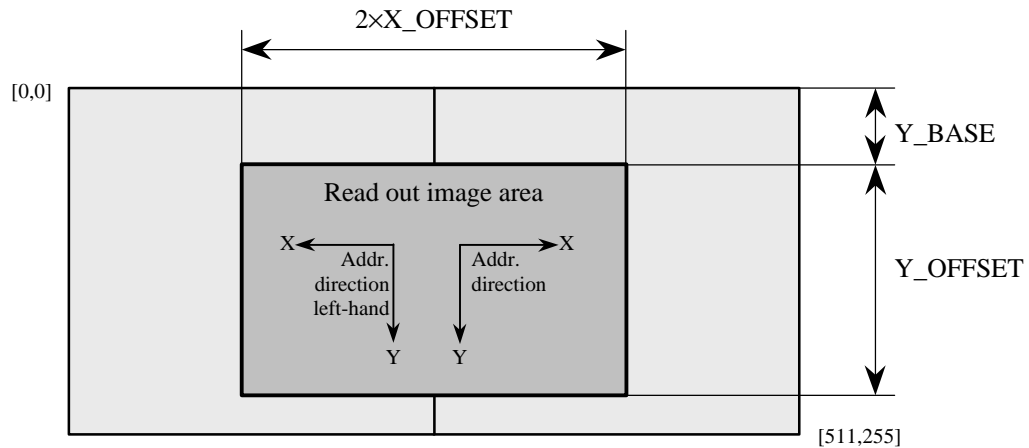 2×X_OFFSET
[0,0]
Y_BASE
Read out image area
X
X
Addr.
direction
left-hand
Addr.
direction
Y_OFFSET
Y
Y
[511,255]